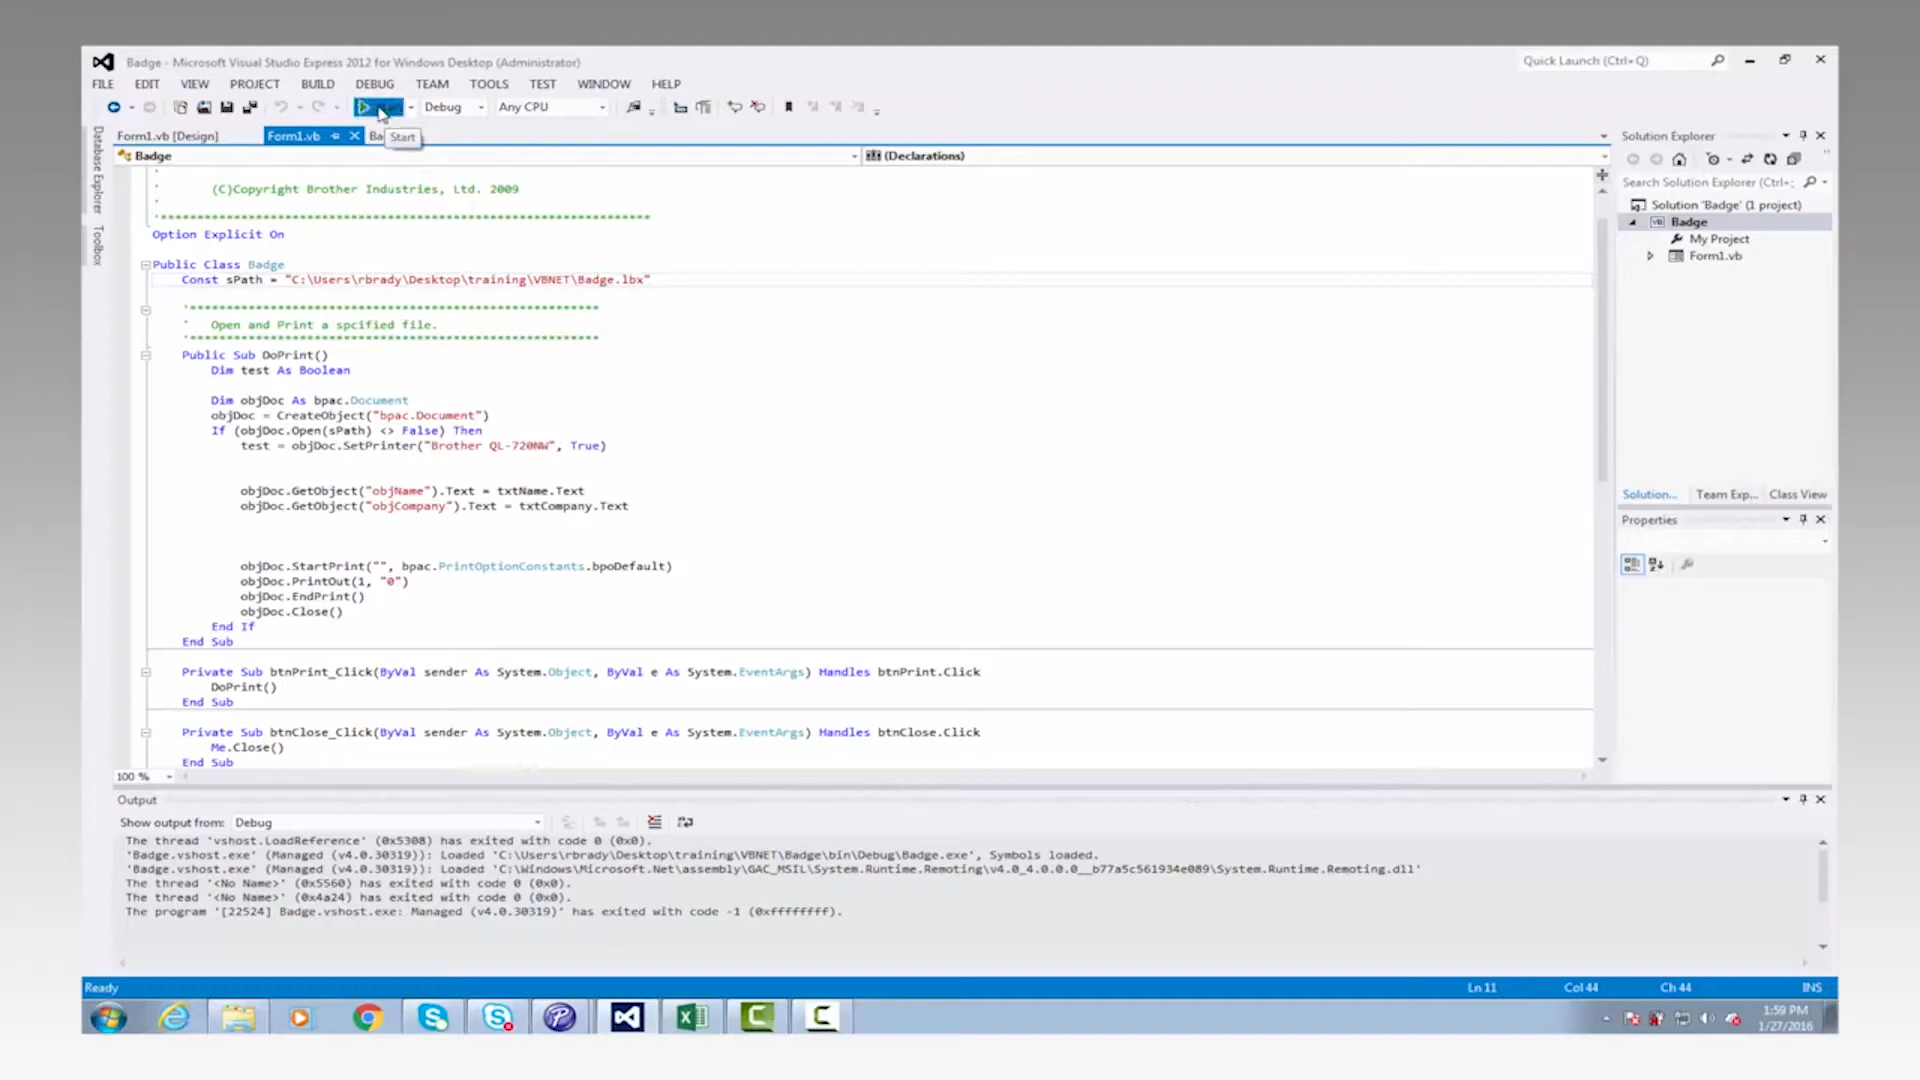 Badge - Microsoft Visual Studio Express 2012 for Windows Desktop (Administrator)
Quick Launch (Ctrl+Q)
FILE EDIT VIEW PROJECT BUILD DEBUG TEAM TOOLS TEST WINDOW HELP
Debug Any CPU
Form1.vb [Design] Form1.vb Ba
Start
Badge (Declarations)
Database Explorer
Toolbox
' (C)Copyright Brother Industries, Ltd. 2009
'
'*******************************************************************
Option Explicit On
Public Class Badge
Const sPath = "C:\Users\rbrady\Desktop\training\VBNET\Badge.lbx"
'********************************************************
' Open and Print a spcified file.
'********************************************************
Public Sub DoPrint()
Dim test As Boolean
Dim objDoc As bpac.Document
objDoc = CreateObject("bpac.Document")
If (objDoc.Open(sPath) <> False) Then
test = objDoc.SetPrinter("Brother QL-720NW", True)
objDoc.GetObject("objName").Text = txtName.Text
objDoc.GetObject("objCompany").Text = txtCompany.Text
objDoc.StartPrint("", bpac.PrintOptionConstants.bpoDefault)
objDoc.PrintOut(1, "0")
objDoc.EndPrint()
objDoc.Close()
End If
End Sub
Private Sub btnPrint_Click(ByVal sender As System.Object, ByVal e As System.EventArgs) Handles btnPrint.Click
DoPrint()
End Sub
Private Sub btnClose_Click(ByVal sender As System.Object, ByVal e As System.EventArgs) Handles btnClose.Click
Me.Close()
End Sub
100 %
Solution Explorer
Search Solution Explorer (Ctrl+;
Solution 'Badge' (1 project)
Badge
My Project
Form1.vb
Solution... Team Exp... Class View
Properties
Output
Show output from: Debug
The thread 'vshost.LoadReference' (0x5308) has exited with code 0 (0x0).
'Badge.vshost.exe' (Managed (v4.0.30319)): Loaded 'C:\Users\rbrady\Desktop\training\VBNET\Badge\bin\Debug\Badge.exe', Symbols loaded.
'Badge.vshost.exe' (Managed (v4.0.30319)): Loaded 'C:\Windows\Microsoft.Net\assembly\GAC_MSIL\System.Runtime.Remoting\v4.0_4.0.0.0__b77a5c561934e089\System.Runtime.Remoting.dll'
The thread '<No Name>' (0x5560) has exited with code 0 (0x0).
The thread '<No Name>' (0x4a24) has exited with code 0 (0x0).
The program '[22524] Badge.vshost.exe: Managed (v4.0.30319)' has exited with code -1 (0xffffffff).
Ready Ln 11 Col 44 Ch 44 INS
1:59 PM
1/27/2016